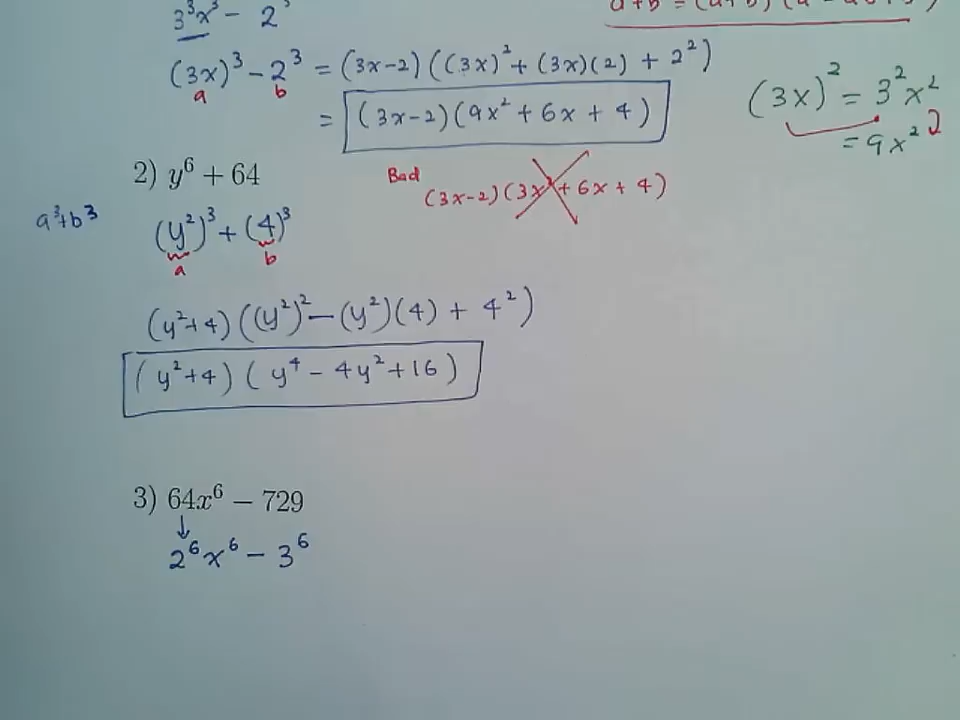 3³x³ − 2³
(3x)³ − 2³ = (3x−2)((3x)² + (3x)(2) + 2²)
a b
= (3x−2)(9x² + 6x + 4)
(3x)² = 3²x²
= 9x²
2) y⁶ + 64
Bad
(3x−2)(3x² + 6x + 4)
a³+b³
(y²)³ + (4)³
a b
(y²+4)((y²)² − (y²)(4) + 4²)
(y²+4)(y⁴ − 4y² + 16)
3) 64x⁶ − 729
↓
2⁶x⁶ − 3⁶